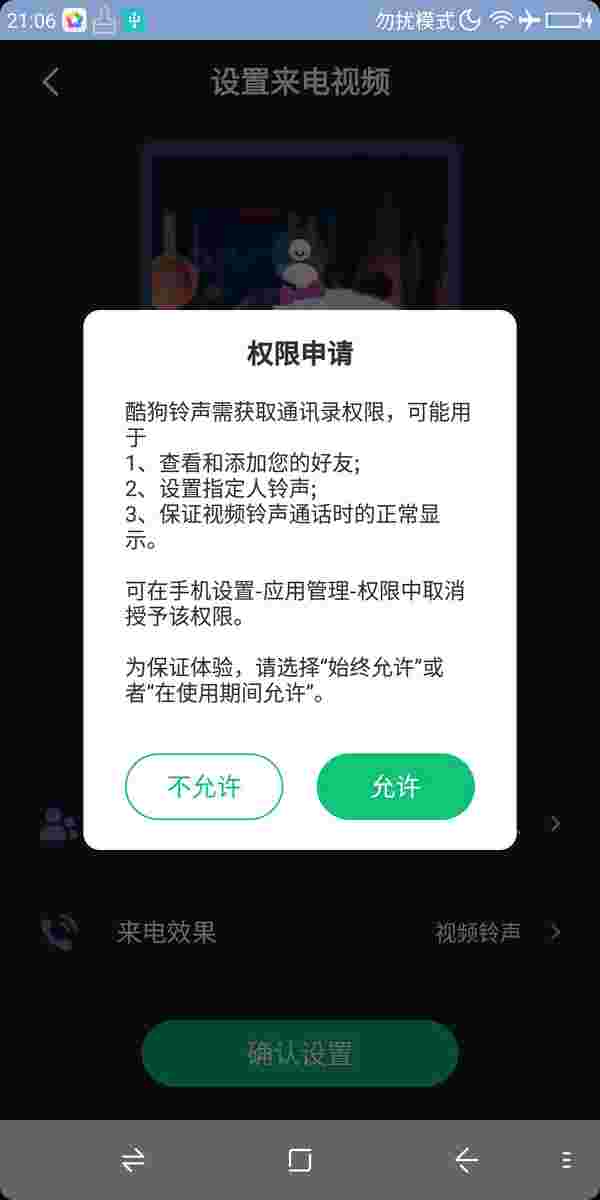 21:06
勿扰模式
设置来电视频
权限申请
酷狗铃声需获取通讯录权限，可能用
于
1、查看和添加您的好友;
2、设置指定人铃声;
3、保证视频铃声通话时的正常显
示。
可在手机设置-应用管理-权限中取消
授予该权限。
为保证体验，请选择“始终允许”或
者“在使用期间允许”。
不允许
允许
来电效果
视频铃声
确认设置